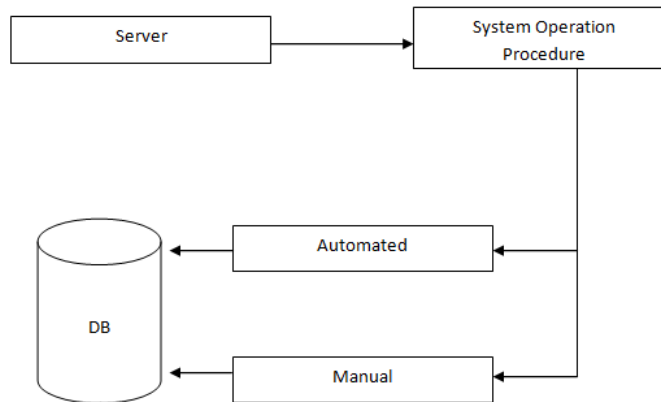 Server
System Operation
Procedure
Automated
DB
Manual